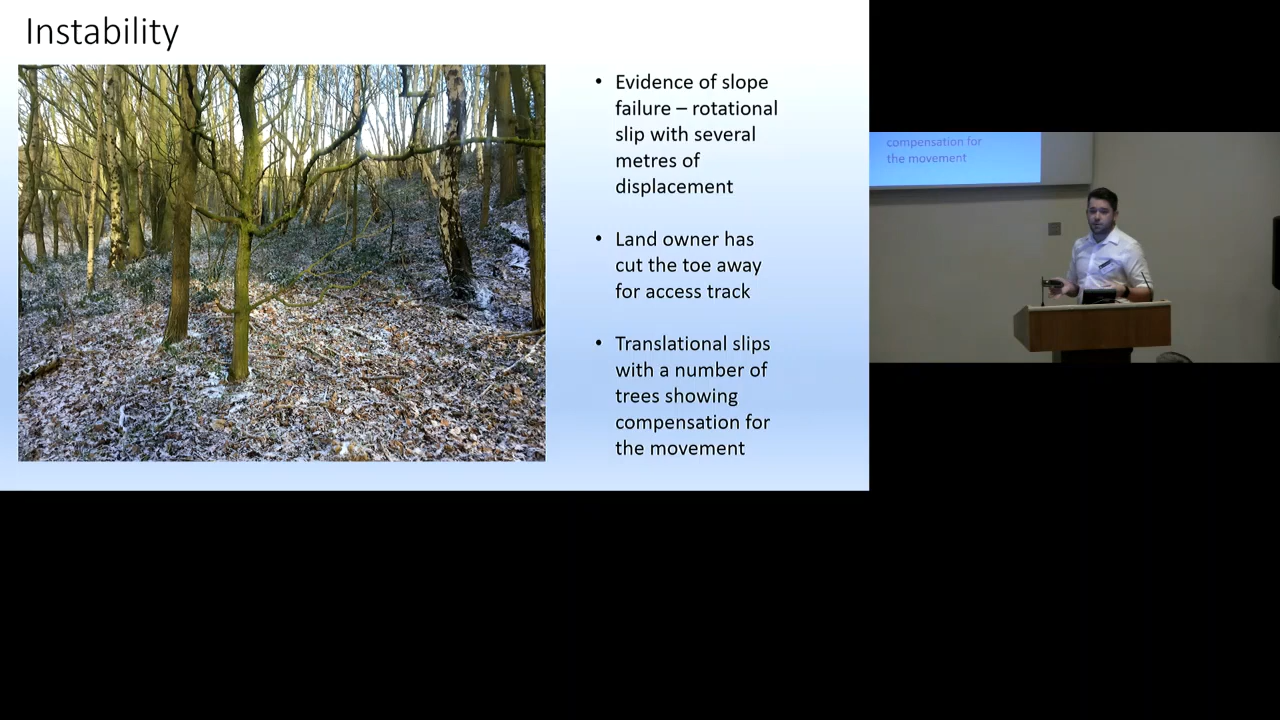 Instability
• Evidence of slope
failure – rotational
slip with several
metres of
displacement
• Land owner has
cut the toe away
for access track
• Translational slips
with a number of
trees showing
compensation for
the movement
compensation for
the movement